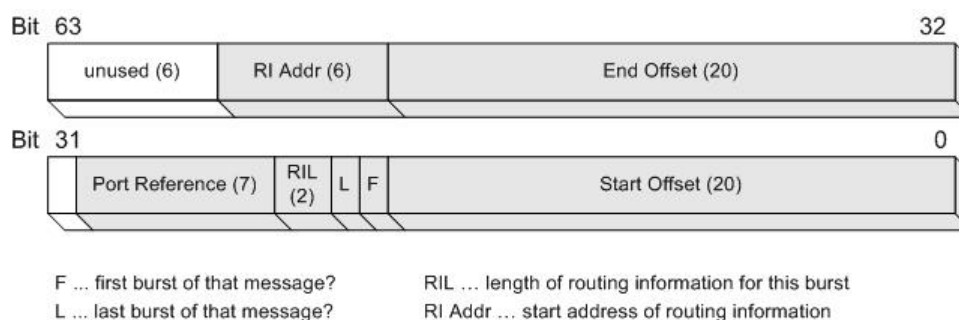 Bit 63 32
unused (6) RI Addr (6) End Offset (20)
Bit 31 0
Port Reference (7) RIL (2) L F Start Offset (20)
F ... first burst of that message? RIL ... length of routing information for this burst
L ... last burst of that message? RI Addr ... start address of routing information